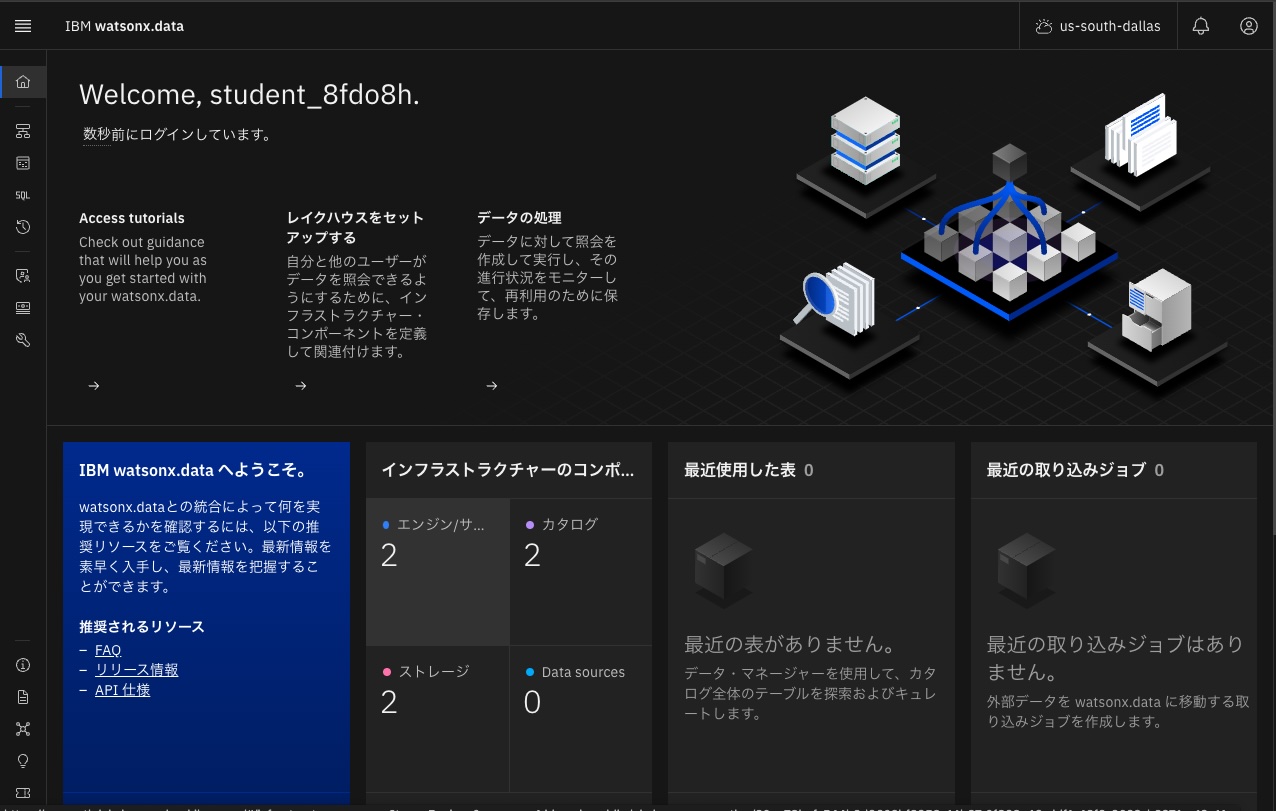 IBM watsonx.data
us-south-dallas
Welcome, student_8fdo8h.
数秒前にログインしています。
SQL
Access tutorials
Check out guidance
that will help you as
you get started with
your watsonx.data.
レイクハウスをセット
アップする
自分と他のユーザーが
データを照会できるよ
うにするために、イン
フラストラクチャー・
コンポーネントを定義
して関連付けます。
データの処理
データに対して照会を
作成して実行し、その
進行状況をモニターし
て、再利用のために保
存します。
IBM watsonx.data へようこそ。
watsonx.dataとの統合によって何を実
現できるかを確認するには、以下の推
奨リソースをご覧ください。最新情報を
素早く入手し、最新情報を把握するこ
とができます。
推奨されるリソース
– FAQ
– リリース情報
– API 仕様
インフラストラクチャーのコンポ...
エンジン/サ...
2
カタログ
2
ストレージ
2
Data sources
0
最近使用した表 0
最近の表がありません。
データ・マネージャーを使用して、カタ
ログ全体のテーブルを探索およびキュレ
ートします。
最近の取り込みジョブ 0
最近の取り込みジョブはあり
ません。
外部データを watsonx.data に移動する取
り込みジョブを作成します。